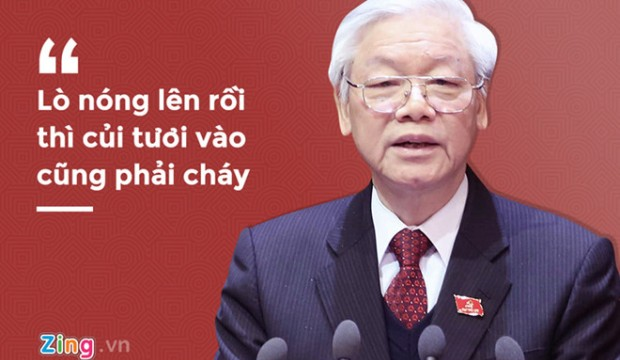 “
Lò nóng lên rồi
thì củi tươi vào
cũng phải cháy
Zing.vn